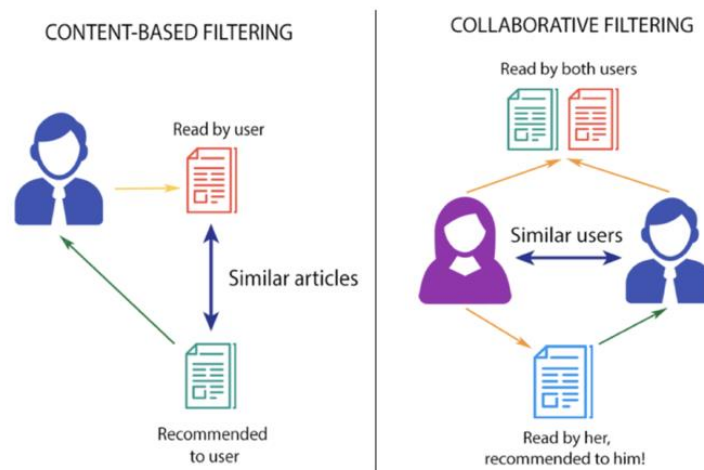 CONTENT-BASED FILTERING
Read by user
Similar articles
Recommended
to user
COLLABORATIVE FILTERING
Read by both users
Similar users
Read by her,
recommended to him!